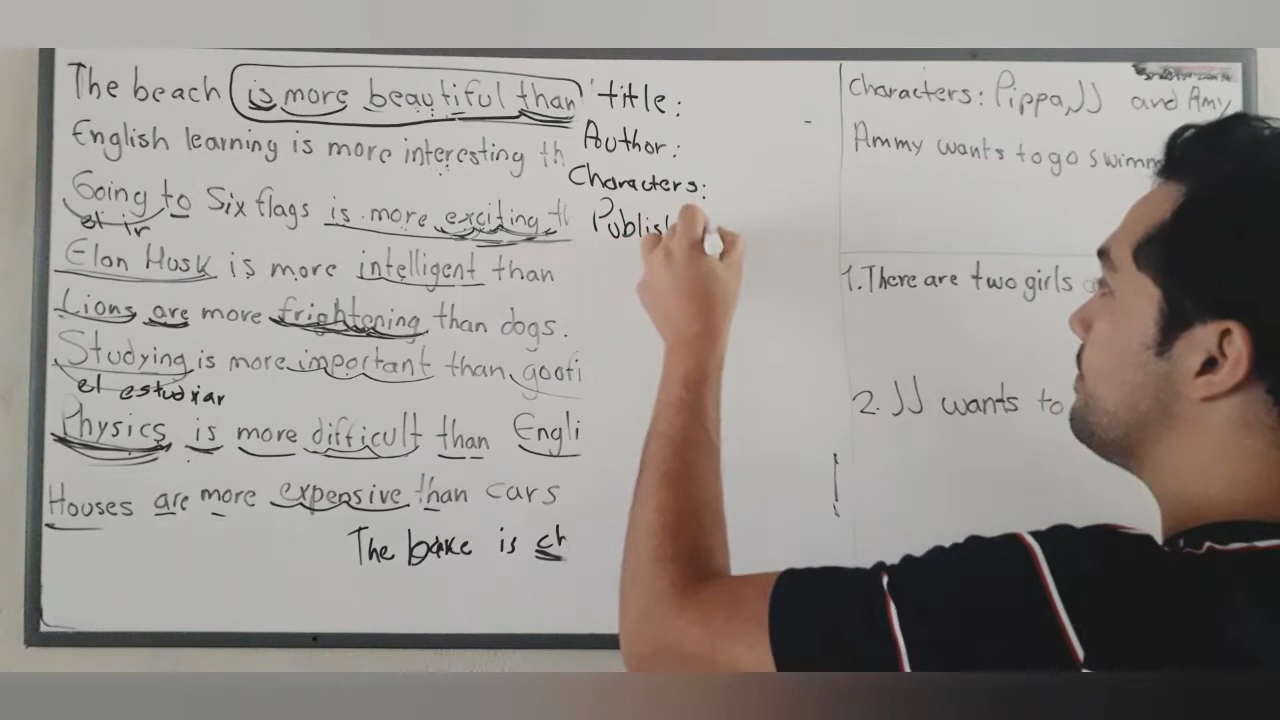 The beach is more beautiful than
English learning is more interesting th
Going to Six flags is more exciting th
el ir
Elon Musk is more intelligent than
Lions are more frightening than dogs.
Studying is more important than goofi
el estudiar
Physics is more difficult than Engli
Houses are more expensive than cars
The is ch
Title:
Author:
Characters:
Publish
Characters: Pippa, JJ and Amy
Ammy wants to go swimm
1. There are two girls
2. JJ wants to